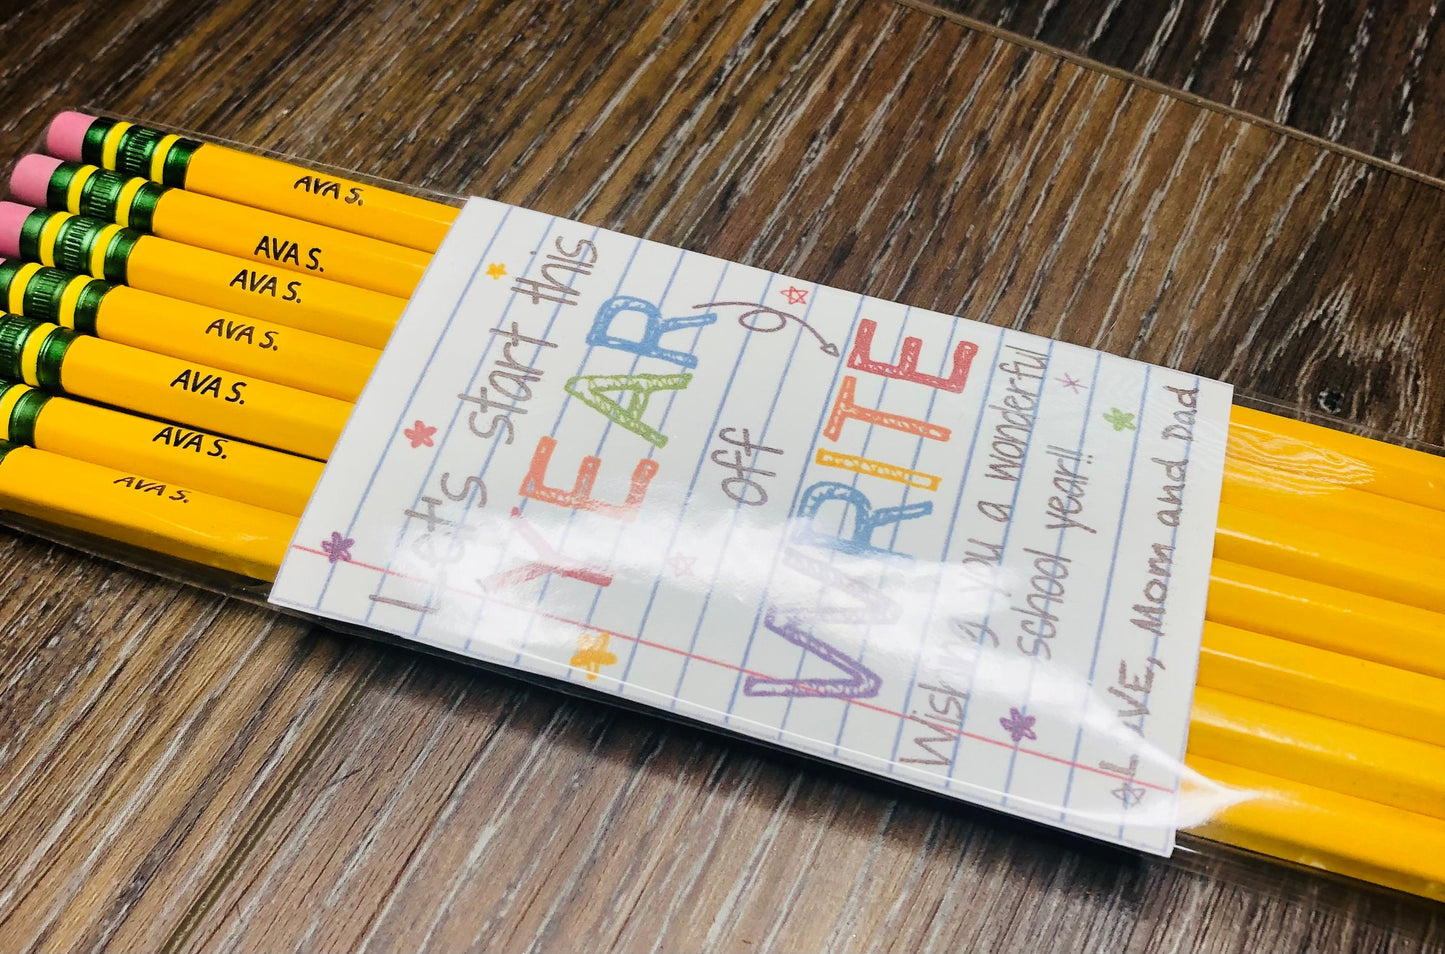 AVA S.
AVA S.
AVA S.
AVA S.
AVA S.
AVA S.
AVA S.
Let's start this
YEAR
off
WRITE
Wishing you a wonderful
school year!!
LOVE, Mom and Dad